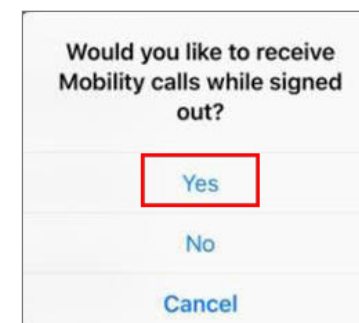 Would you like to receive
Mobility calls while signed
out?
Yes
No
Cancel